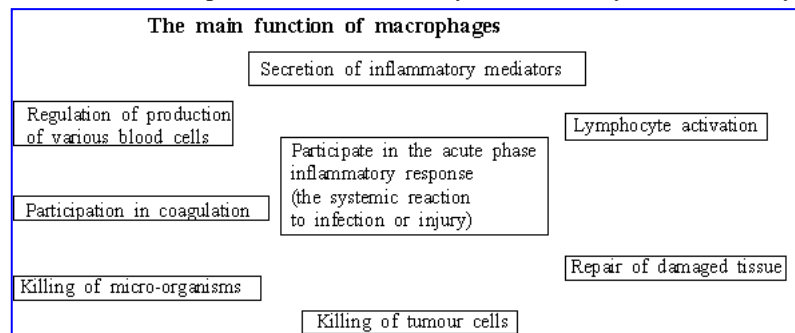 The main function of macrophages
Secretion of inflammatory mediators
Regulation of production
of various blood cells
Lymphocyte activation
Participate in the acute phase
inflammatory response
(the systemic reaction
to infection or injury)
Participation in coagulation
Repair of damaged tissue
Killing of micro-organisms
Killing of tumour cells